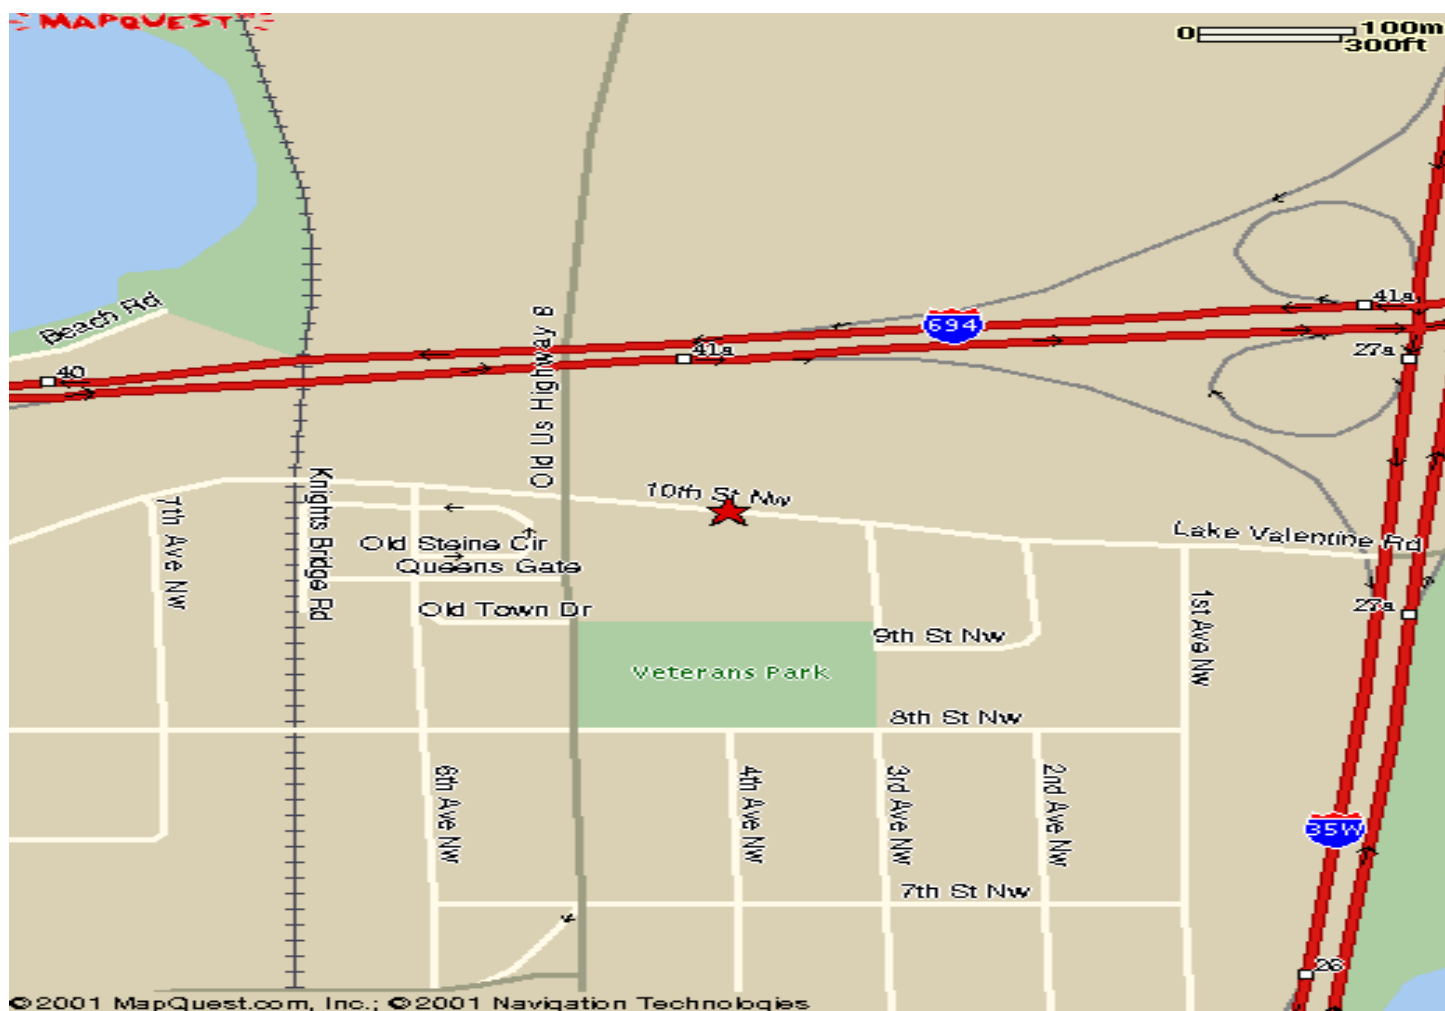 MAPQUEST
0 100m
300ft
Beach Rd
41a
694
41a
27a
40
Old Us Highway 8
10th St Nw
Knights Bridge Rd
7th Ave Nw
Lake Valentine Rd
Old Steine Cir
Queens Gate
Old Town Dr
27a
1st Ave Nw
9th St Nw
Veterans Park
8th St Nw
6th Ave Nw
4th Ave Nw
3rd Ave Nw
2nd Ave Nw
35W
7th St Nw
26
©2001 MapQuest.com, Inc.; ©2001 Navigation Technologies